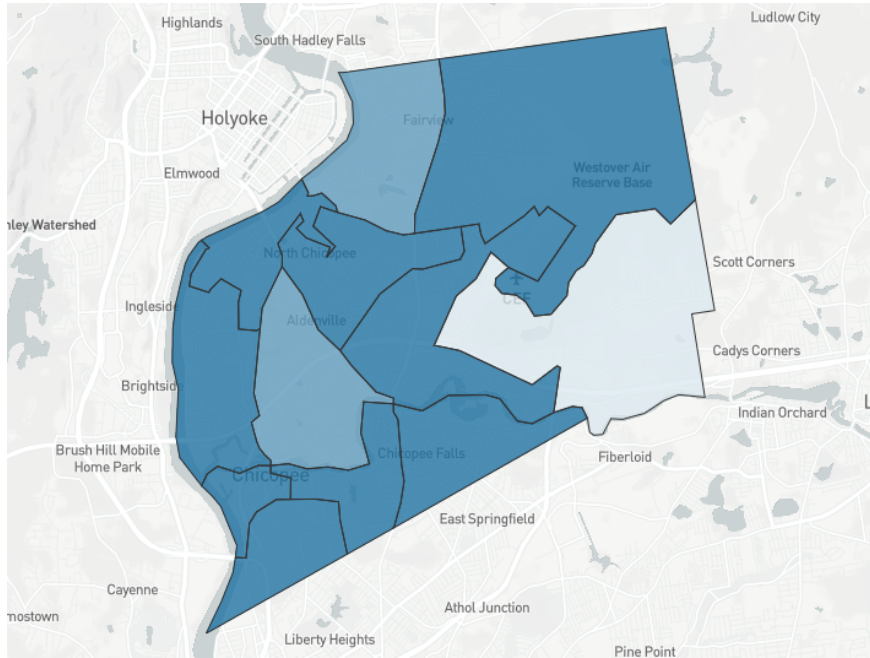 Ludlow City
Highlands
South Hadley Falls
Holyoke
Fairview
Elmwood
Westover Air
Reserve Base
nley Watershed
North Chicopee
Scott Corners
CEF
Ingleside
Aldenville
Cadys Corners
Brightside
L
Indian Orchard
Brush Hill Mobile
Home Park
Chicopee Falls
Fiberloid
Chicopee
East Springfield
Cayenne
Athol Junction
rnostown
Liberty Heights
Pine Point